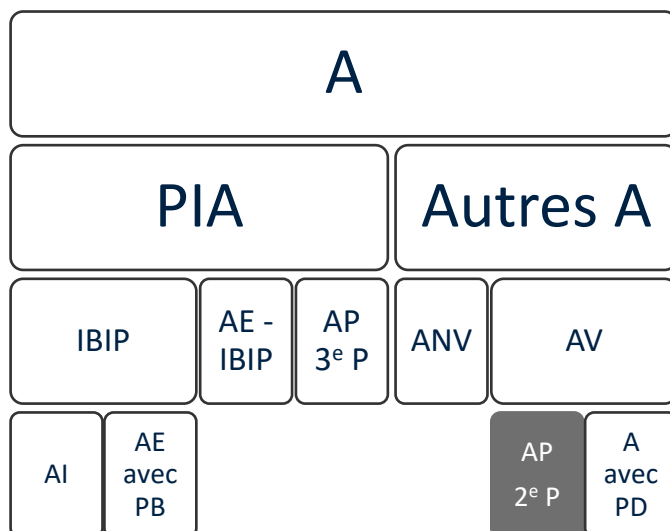 A
PIA
Autres A
IBIP
AE -
IBIP
AP
3e P
ANV
AV
AI
AE
avec
PB
AP
2e P
A
avec
PD